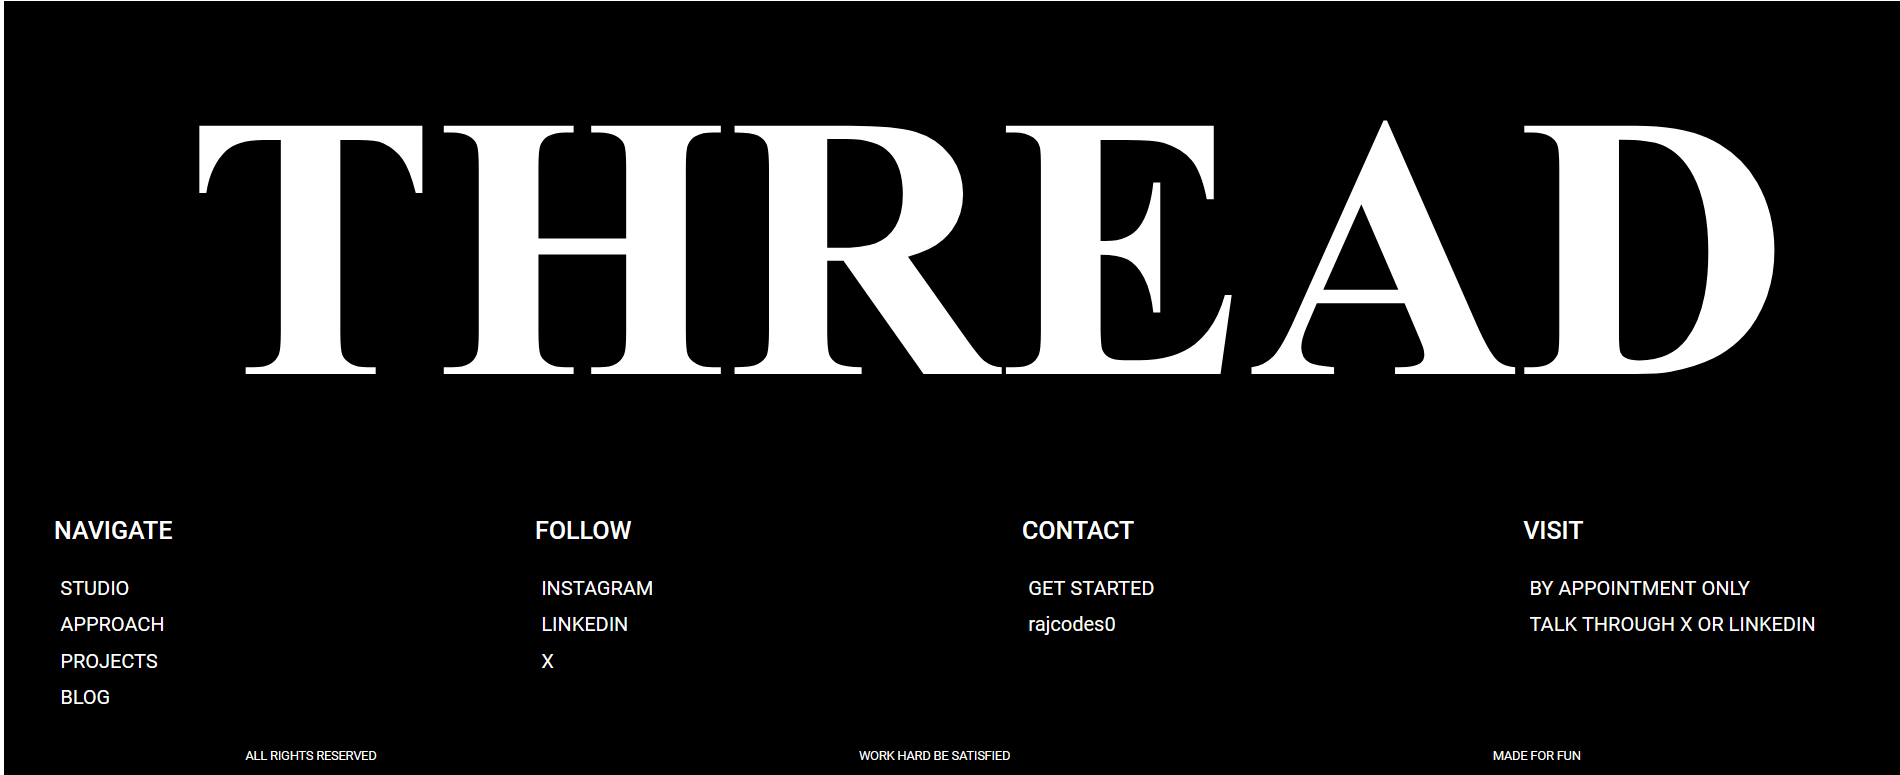 THREAD
NAVIGATE
STUDIO
APPROACH
PROJECTS
BLOG
FOLLOW
INSTAGRAM
LINKEDIN
X
CONTACT
GET STARTED
rajcodes0
VISIT
BY APPOINTMENT ONLY
TALK THROUGH X OR LINKEDIN
ALL RIGHTS RESERVED
WORK HARD BE SATISFIED
MADE FOR FUN